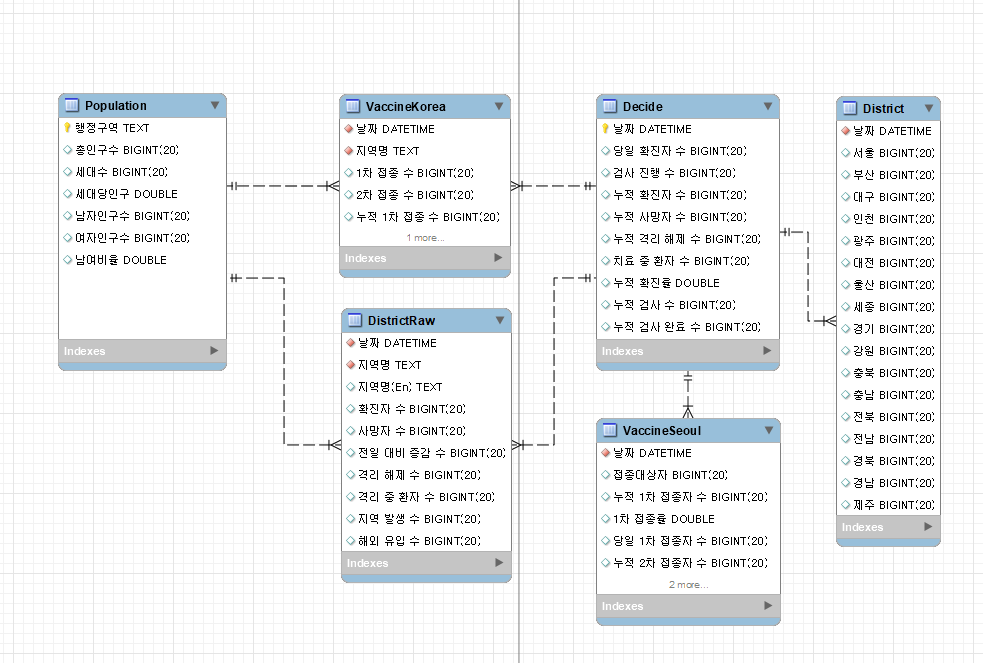 Population
행정구역 TEXT
총인구수 BIGINT(20)
세대수 BIGINT(20)
세대당인구 DOUBLE
남자인구수 BIGINT(20)
여자인구수 BIGINT(20)
남여비율 DOUBLE
Indexes
VaccineKorea
날짜 DATETIME
지역명 TEXT
1차 접종 수 BIGINT(20)
2차 접종 수 BIGINT(20)
누적 1차 접종 수 BIGINT(20)
1 more...
Indexes
DistrictRaw
날짜 DATETIME
지역명 TEXT
지역명(En) TEXT
확진자 수 BIGINT(20)
사망자 수 BIGINT(20)
전일 대비 증감 수 BIGINT(20)
격리 해제 수 BIGINT(20)
격리 중 환자 수 BIGINT(20)
지역 발생 수 BIGINT(20)
해외 유입 수 BIGINT(20)
Indexes
Decide
날짜 DATETIME
당일 확진자 수 BIGINT(20)
검사 진행 수 BIGINT(20)
누적 확진자 수 BIGINT(20)
누적 사망자 수 BIGINT(20)
누적 격리 해제 수 BIGINT(20)
치료 중 환자 수 BIGINT(20)
누적 확진률 DOUBLE
누적 검사 수 BIGINT(20)
누적 검사 완료 수 BIGINT(20)
Indexes
VaccineSeoul
날짜 DATETIME
접종대상자 BIGINT(20)
누적 1차 접종자 수 BIGINT(20)
1차 접종률 DOUBLE
당일 1차 접종자 수 BIGINT(20)
누적 2차 접종자 수 BIGINT(20)
2 more...
Indexes
District
날짜 DATETIME
서울 BIGINT(20)
부산 BIGINT(20)
대구 BIGINT(20)
인천 BIGINT(20)
광주 BIGINT(20)
대전 BIGINT(20)
울산 BIGINT(20)
세종 BIGINT(20)
경기 BIGINT(20)
강원 BIGINT(20)
충북 BIGINT(20)
충남 BIGINT(20)
전북 BIGINT(20)
전남 BIGINT(20)
경북 BIGINT(20)
경남 BIGINT(20)
제주 BIGINT(20)
Indexes